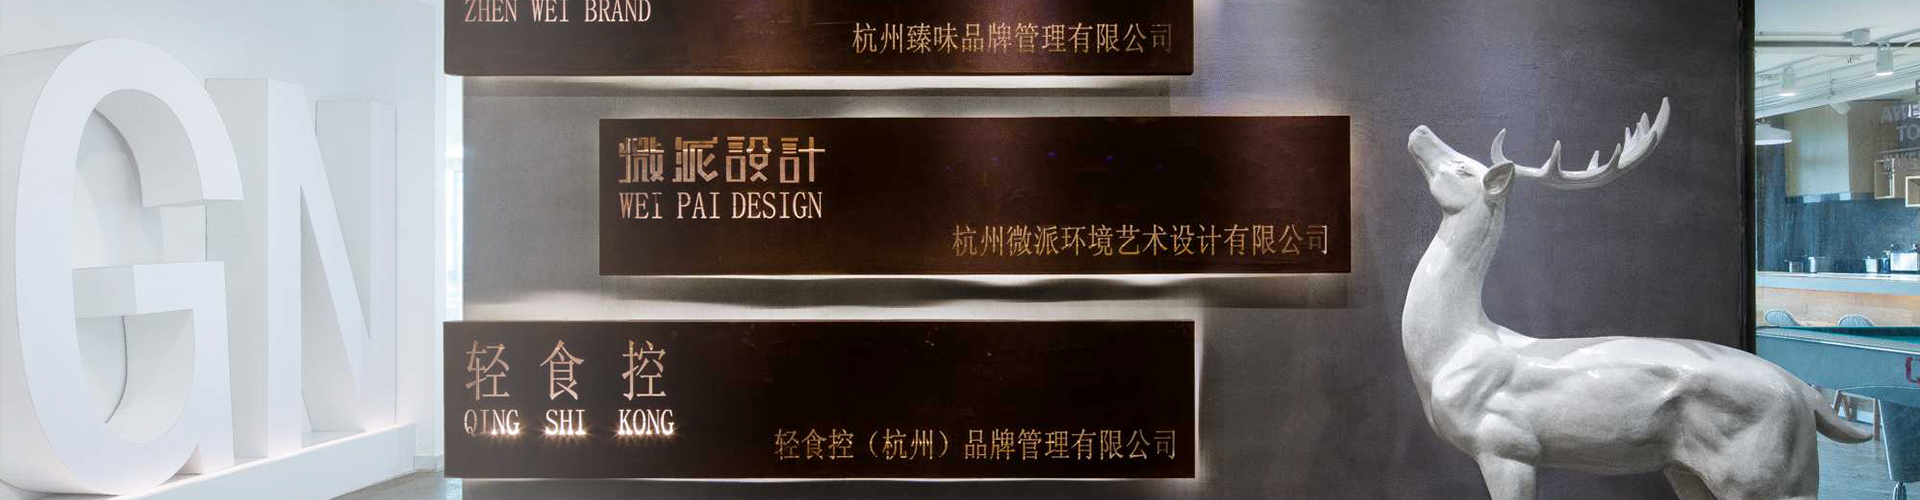 GN
ZHEN WEI BRAND
杭州臻味品牌管理有限公司
微派設計
WEI PAI DESIGN
杭州微派环境艺术设计有限公司
轻食控
QING SHI KONG
轻食控（杭州）品牌管理有限公司